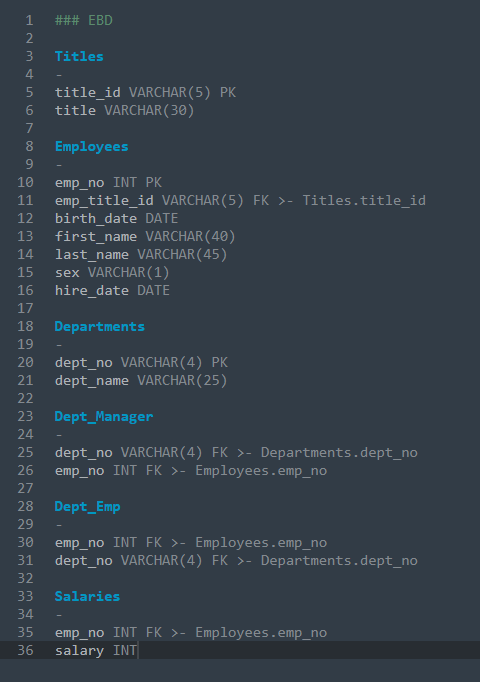 1 ### EBD
2
3 Titles
4 -
5 title_id VARCHAR(5) PK
6 title VARCHAR(30)
7
8 Employees
9 -
10 emp_no INT PK
11 emp_title_id VARCHAR(5) FK >- Titles.title_id
12 birth_date DATE
13 first_name VARCHAR(40)
14 last_name VARCHAR(45)
15 sex VARCHAR(1)
16 hire_date DATE
17
18 Departments
19 -
20 dept_no VARCHAR(4) PK
21 dept_name VARCHAR(25)
22
23 Dept_Manager
24 -
25 dept_no VARCHAR(4) FK >- Departments.dept_no
26 emp_no INT FK >- Employees.emp_no
27
28 Dept_Emp
29 -
30 emp_no INT FK >- Employees.emp_no
31 dept_no VARCHAR(4) FK >- Departments.dept_no
32
33 Salaries
34 -
35 emp_no INT FK >- Employees.emp_no
36 salary INT